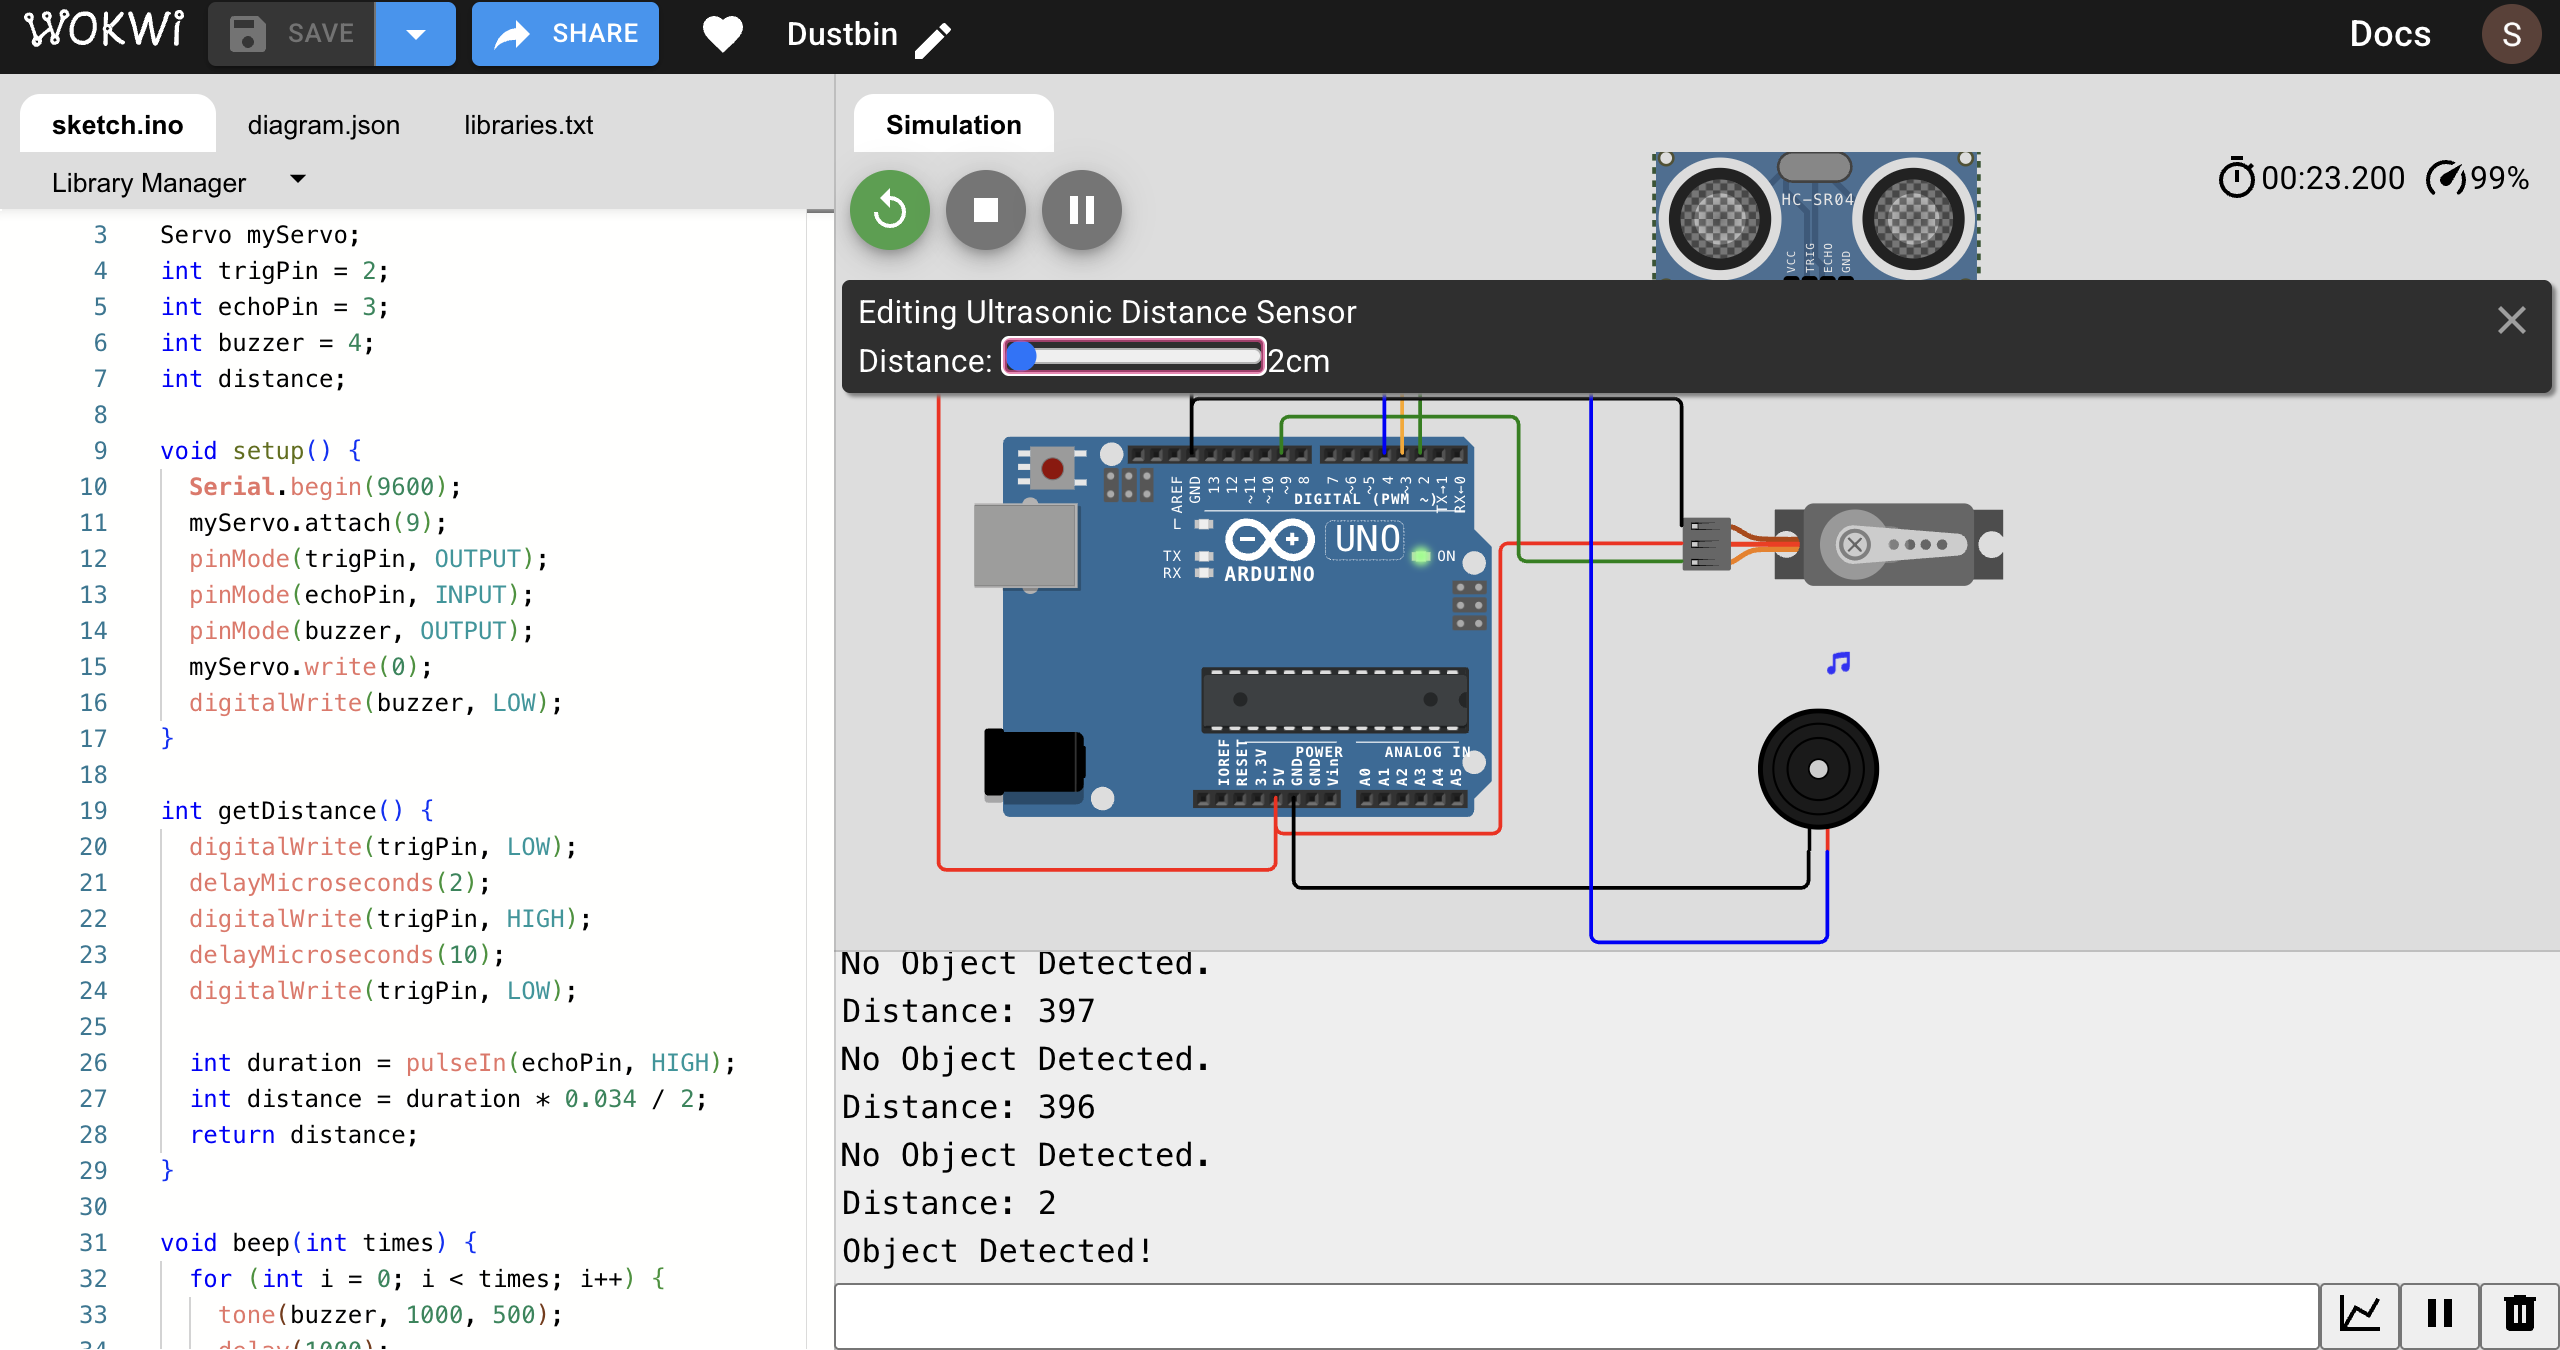 WOKWi
SAVE
SHARE
Dustbin
Docs
S
sketch.ino
diagram.json
libraries.txt
Library Manager
3 Servo myServo;
4 int trigPin = 2;
5 int echoPin = 3;
6 int buzzer = 4;
7 int distance;
8
9 void setup() {
10 Serial.begin(9600);
11 myServo.attach(9);
12 pinMode(trigPin, OUTPUT);
13 pinMode(echoPin, INPUT);
14 pinMode(buzzer, OUTPUT);
15 myServo.write(0);
16 digitalWrite(buzzer, LOW);
17 }
18
19 int getDistance() {
20 digitalWrite(trigPin, LOW);
21 delayMicroseconds(2);
22 digitalWrite(trigPin, HIGH);
23 delayMicroseconds(10);
24 digitalWrite(trigPin, LOW);
25
26 int duration = pulseIn(echoPin, HIGH);
27 int distance = duration * 0.034 / 2;
28 return distance;
29 }
30
31 void beep(int times) {
32 for (int i = 0; i < times; i++) {
33 tone(buzzer, 1000, 500);
34 delay(1000);
Simulation
00:23.200
99%
HC-SR04
VCC
TRIG
ECHO
GND
Editing Ultrasonic Distance Sensor
Distance: 2cm
AREF
GND
13
12
~11
~10
~9
8
7
~6
~5
4
~3
2
TX→1
RX←0
DIGITAL (PWM ~)
L
TX
RX
UNO
ON
ARDUINO
IOREF
RESET
3.3V
5V
GND
GND
Vin
POWER
ANALOG IN
A0
A1
A2
A3
A4
A5
No Object Detected.
Distance: 397
No Object Detected.
Distance: 396
No Object Detected.
Distance: 2
Object Detected!